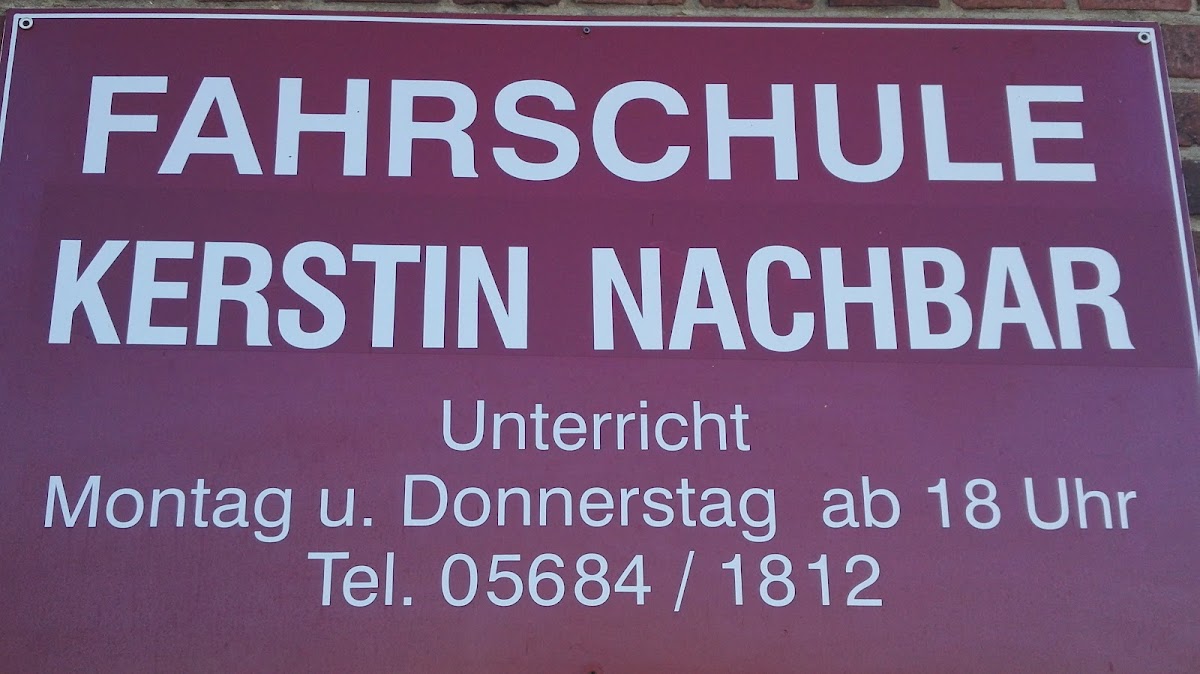 FAHRSCHULE
KERSTIN NACHBAR
Unterricht
Montag u. Donnerstag ab 18 Uhr
Tel. 05684 / 1812